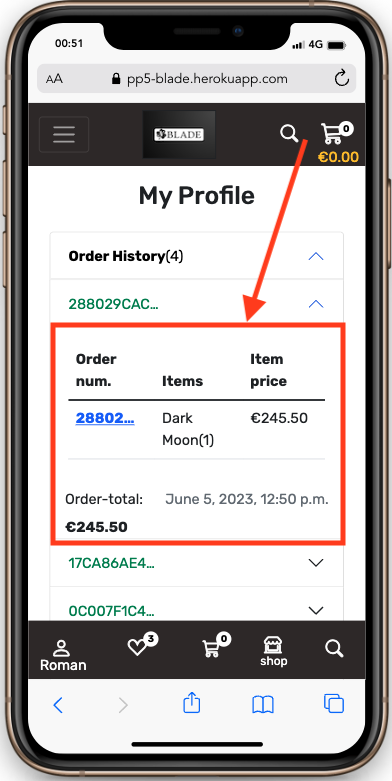 00:51
4G
AA
pp5-blade.herokuapp.com
BLADE
0
€0.00
My Profile
Order History(4)
288029CAC...
Order num.
Items
Item price
28802...
Dark Moon(1)
€245.50
Order-total:
June 5, 2023, 12:50 p.m.
€245.50
17CA86AE4...
0C007F1C4...
Roman
3
0
shop